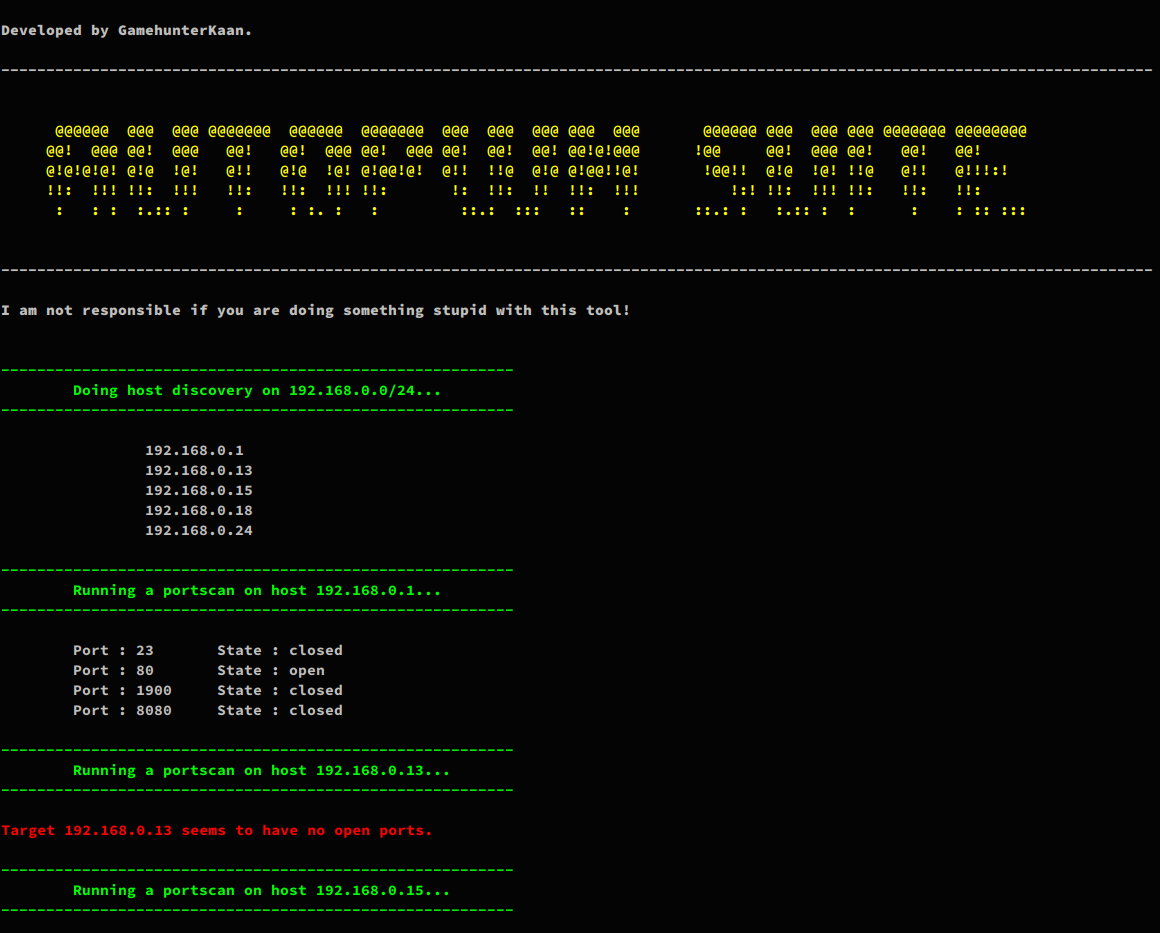 Developed by GamehunterKaan.
AUTOPWN SUITE
I am not responsible if you are doing something stupid with this tool!
Doing host discovery on 192.168.0.0/24...
192.168.0.1
192.168.0.13
192.168.0.15
192.168.0.18
192.168.0.24
Running a portscan on host 192.168.0.1...
Port : 23 State : closed
Port : 80 State : open
Port : 1900 State : closed
Port : 8080 State : closed
Running a portscan on host 192.168.0.13...
Target 192.168.0.13 seems to have no open ports.
Running a portscan on host 192.168.0.15...